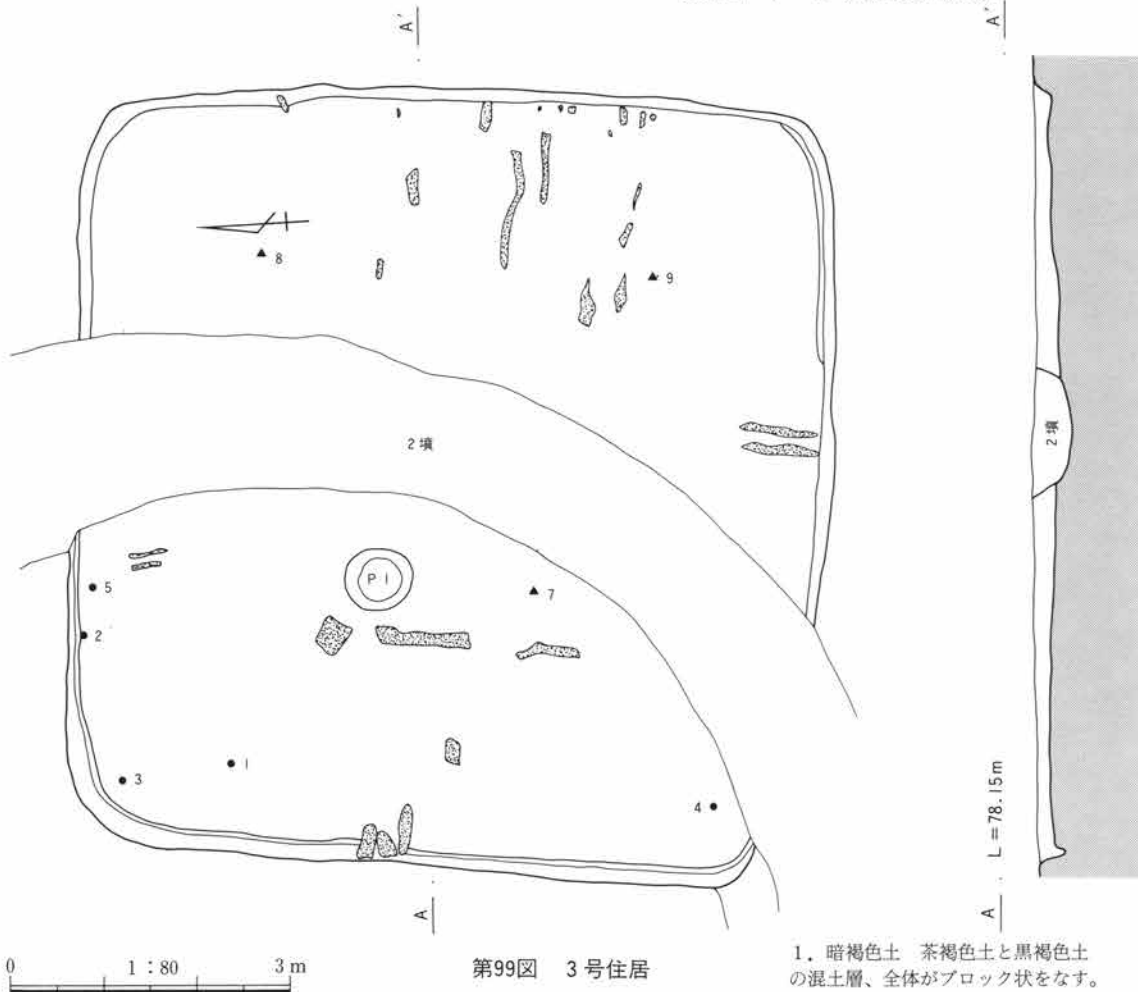 A'
A'
8
9
2墳
2墳
P1
5
2
7
3
1
4
L=78.15m
A
A
0 1:80 3m
第99図 3号住居
1. 暗褐色土 茶褐色土と黒褐色土
の混土層、全体がブロック状をなす。